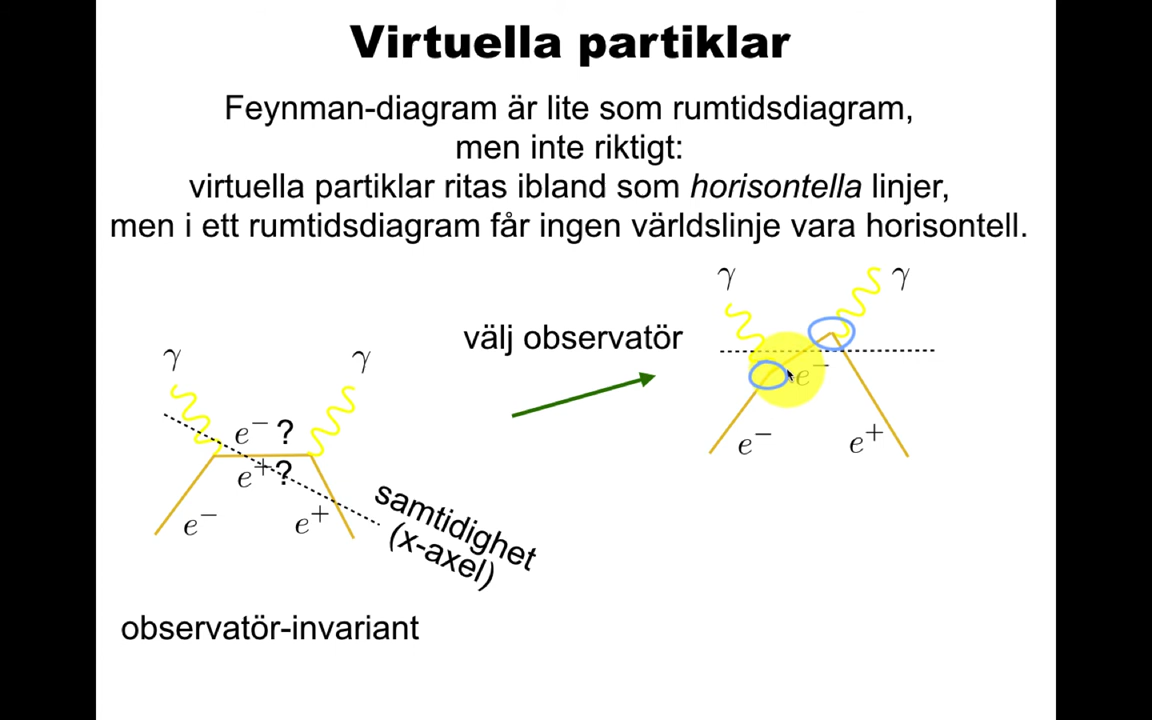 Virtuella partiklar
Feynman-diagram är lite som rumtidsdiagram,
men inte riktigt:
virtuella partiklar ritas ibland som horisontella linjer,
men i ett rumtidsdiagram får ingen världslinje vara horisontell.
γ γ
välj observatör
e⁻
e⁻ e⁺
γ γ
e⁻ ?
e⁺?
e⁻ e⁺
samtidighet
(x-axel)
observatör-invariant